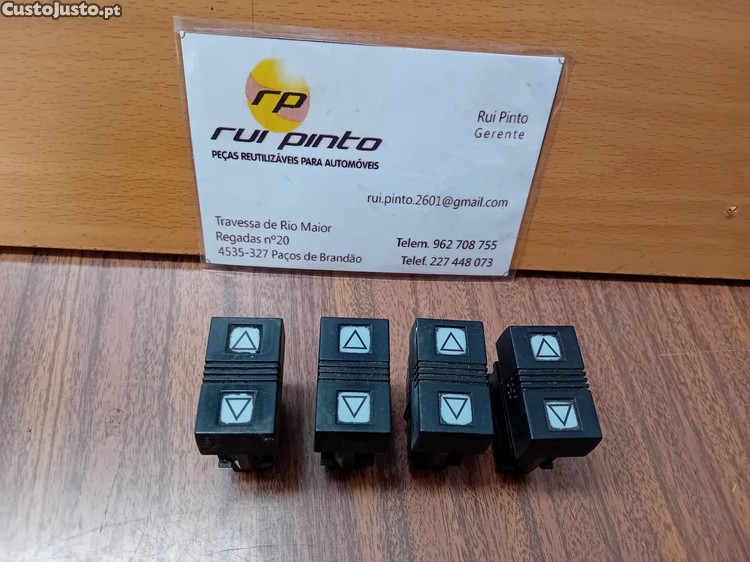 CustoJusto.pt
rp
rui pinto
PEÇAS REUTILIZÁVEIS PARA AUTOMÓVEIS
Rui Pinto
Gerente
rui.pinto.2601@gmail.com
Travessa de Rio Maior
Regadas nº20
4535-327 Paços de Brandão
Telem. 962 708 755
Telef. 227 448 073